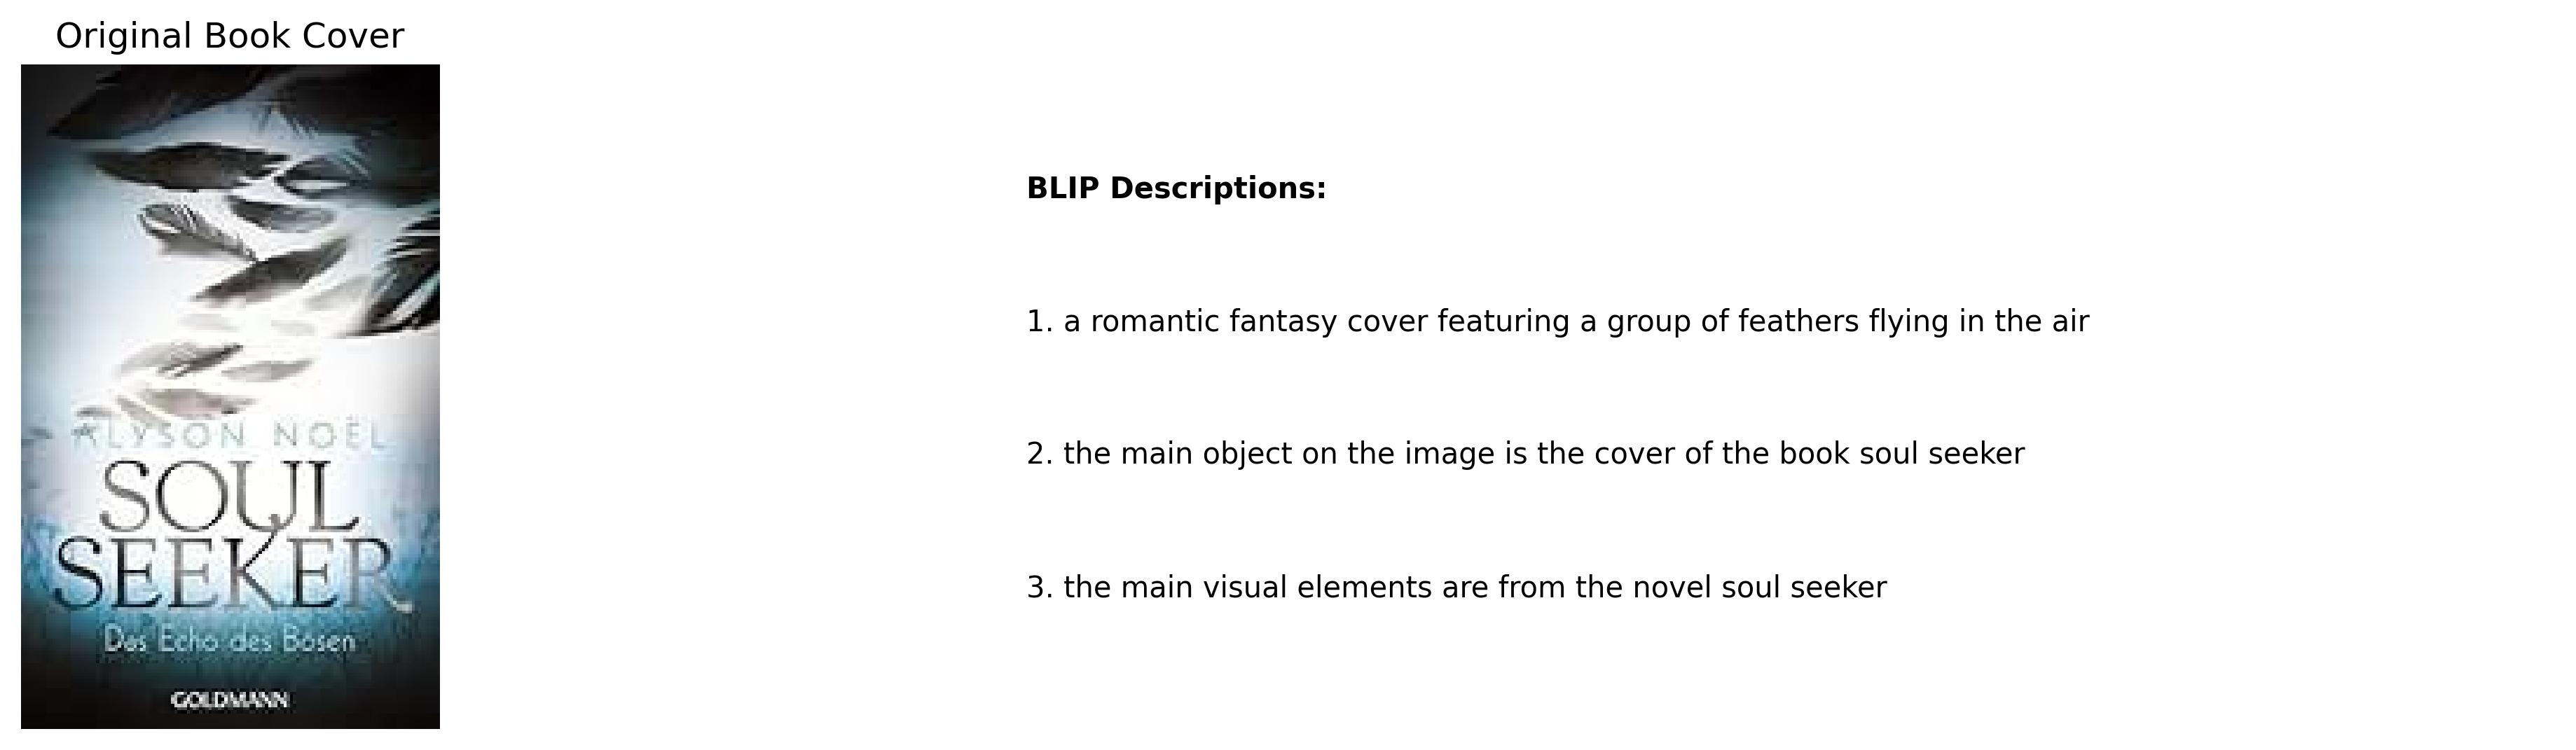 Original Book Cover
ALYSON NOËL
SOUL
SEEKER
Das Echo des Bösen
GOLDMANN
BLIP Descriptions:
1. a romantic fantasy cover featuring a group of feathers flying in the air
2. the main object on the image is the cover of the book soul seeker
3. the main visual elements are from the novel soul seeker